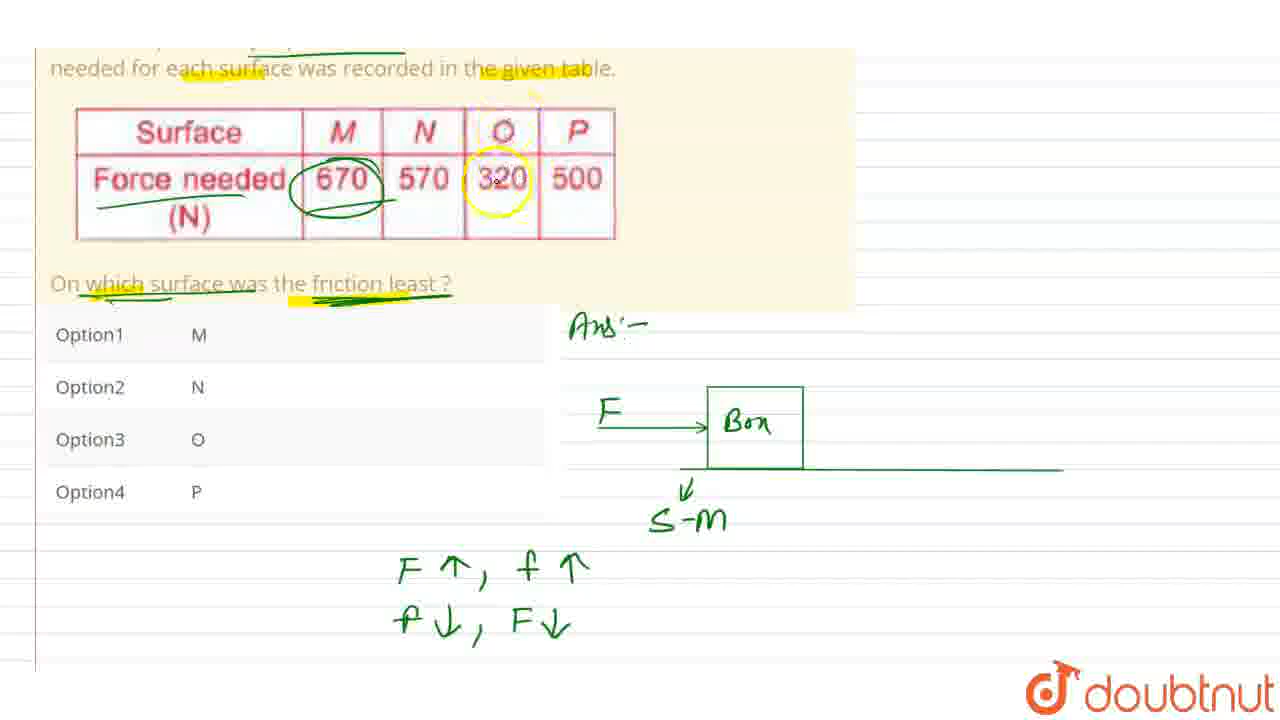 needed for each surface was recorded in the given table.
Surface M N O P
Force needed (N) 670 570 320 500
On which surface was the friction least ?
Option1 M
Option2 N
Option3 O
Option4 P
Ans:-
F
Box
S-M
F ↑, f ↑
f ↓, F ↓
doubtnut